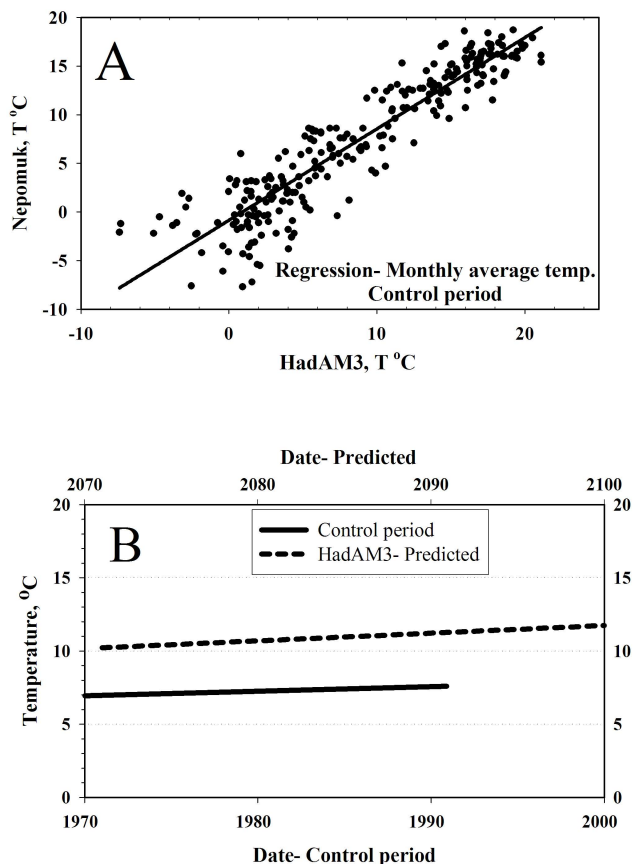 20
15
10
5
0
-5
-10
A
Nepomuk, T °C
Regression- Monthly average temp.
Control period
-10 0 10 20
HadAM3, T °C
Date- Predicted
2070 2080 2090 2100
20 20
15 15
10 10
5 5
0 0
B
Control period
HadAM3- Predicted
Temperature, °C
1970 1980 1990 2000
Date- Control period